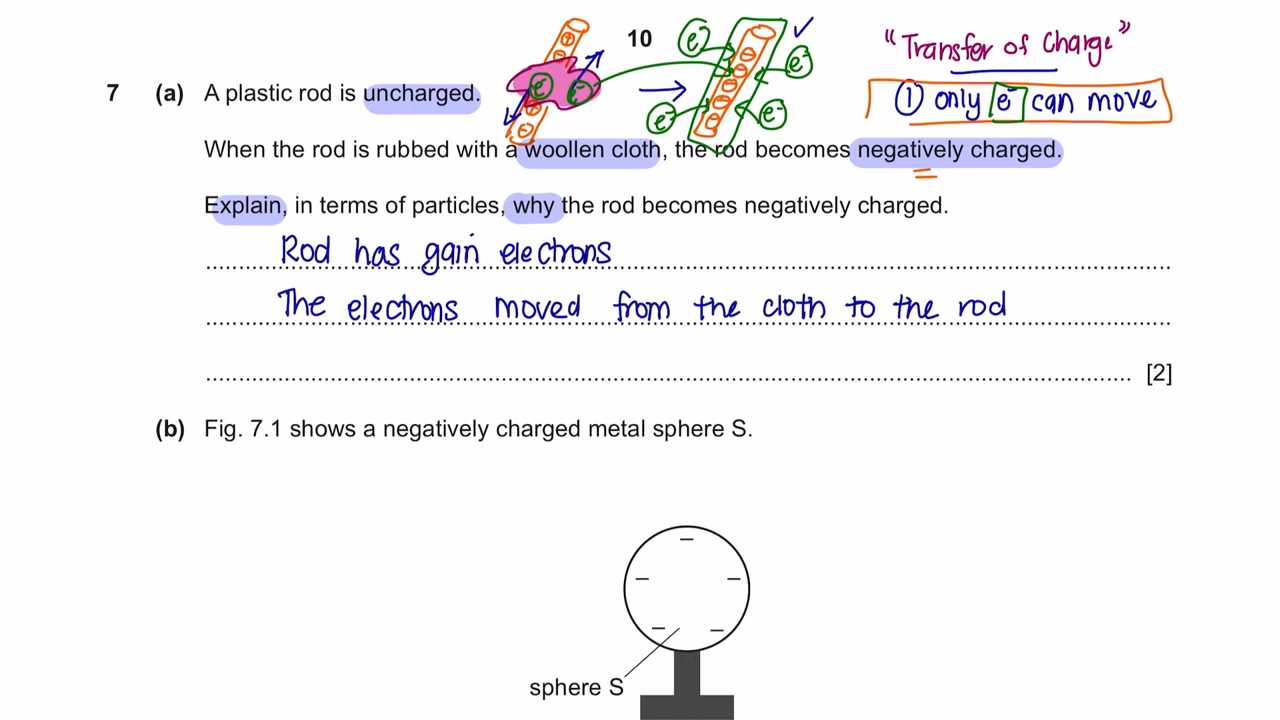 10
"Transfer of Charge"
① only e⁻ can move
e⁻ e⁻ e⁻ e⁻ e⁻ e⁻
7 (a) A plastic rod is uncharged.
When the rod is rubbed with a woollen cloth, the rod becomes negatively charged.
Explain, in terms of particles, why the rod becomes negatively charged.
Rod has gain electrons
The electrons moved from the cloth to the rod
[2]
(b) Fig. 7.1 shows a negatively charged metal sphere S.
sphere S